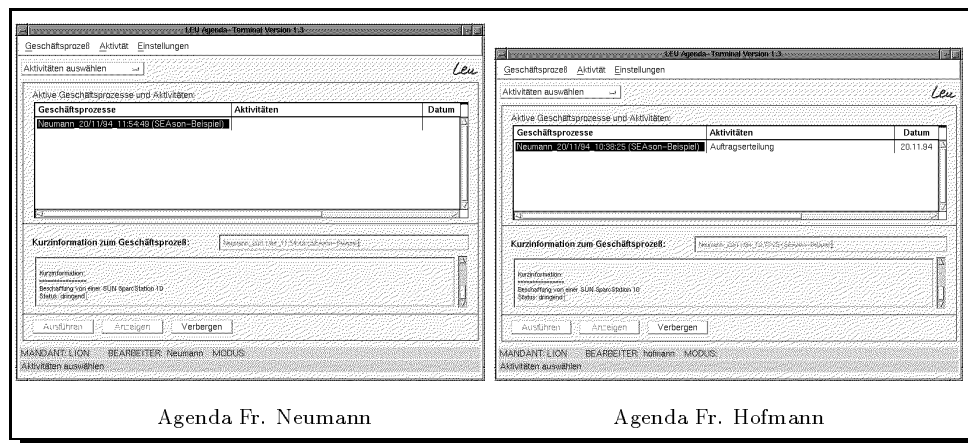 LEU Agenda-Terminal Version 1.3
Geschäftsprozeß Aktivtät Einstellungen
Aktivitäten auswählen
Leu
Aktive Geschäftsprozesse und Aktivitäten:
Geschäftsprozesse Aktivitäten Datum
Neumann_20/11/94_11:54:49 (SEAson-Beispiel)
Kurzinformation zum Geschäftsprozeß:
Kurzinformation:
================
Beschaffung von einer SUN Sparc Station 10
Status: dringend
Ausführen Anzeigen Verbergen
MANDANT: LION BEARBEITER: Neumann MODUS:
Aktivitäten auswählen
Agenda Fr. Neumann
LEU Agenda-Terminal Version 1.3
Geschäftsprozeß Aktivtät Einstellungen
Aktivitäten auswählen
Leu
Aktive Geschäftsprozesse und Aktivitäten:
Geschäftsprozesse Aktivitäten Datum
Neumann_20/11/94_10:38:25 (SEAson-Beispiel) Auftragserteilung 20.11.94
Kurzinformation zum Geschäftsprozeß:
Kurzinformation:
================
Beschaffung von einer SUN Sparc Station 10
Status: dringend
Ausführen Anzeigen Verbergen
MANDANT: LION BEARBEITER: hofmann MODUS:
Aktivitäten auswählen
Agenda Fr. Hofmann